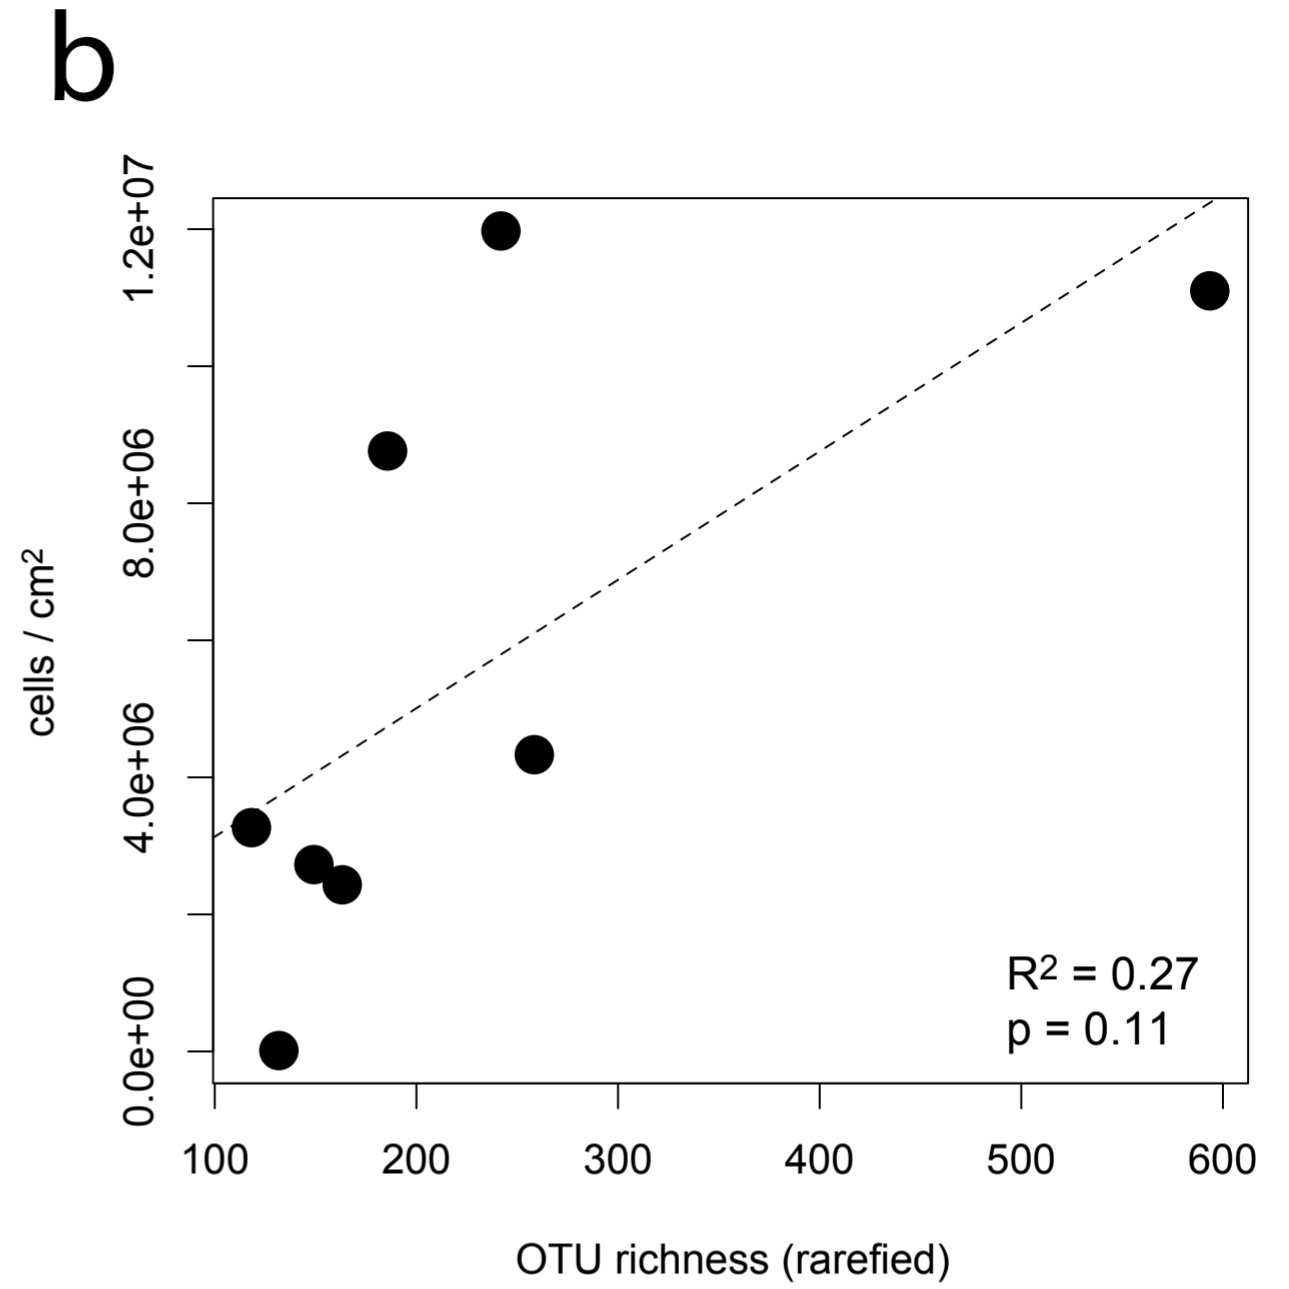 b
1.2e+07
8.0e+06
4.0e+06
0.0e+00
cells / cm²
R² = 0.27
p = 0.11
100 200 300 400 500 600
OTU richness (rarefied)